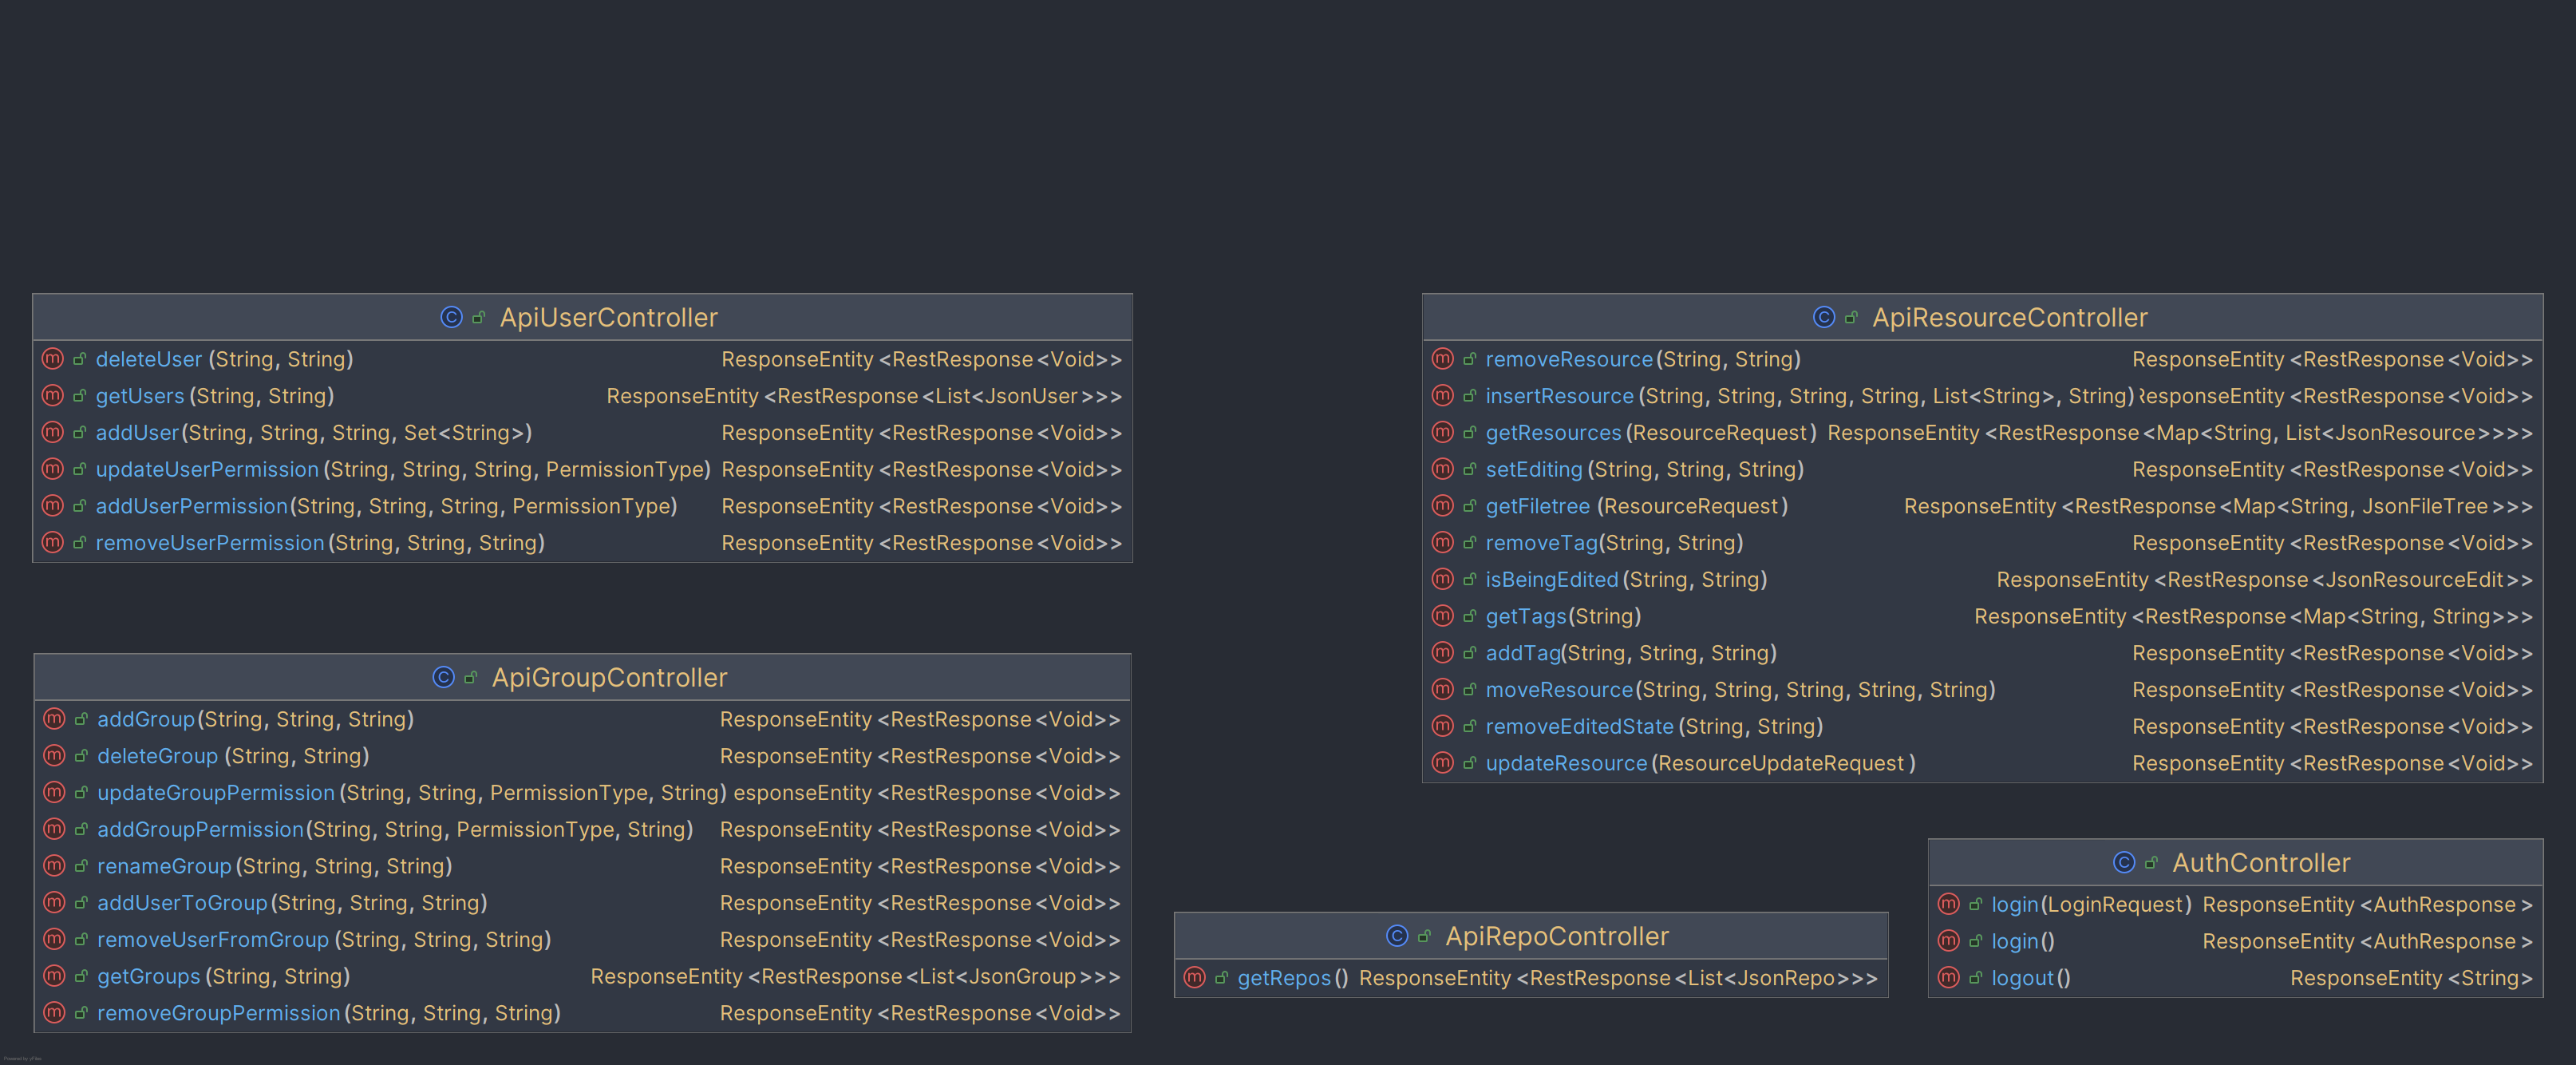 ApiUserController
deleteUser (String, String) ResponseEntity <RestResponse <Void>>
getUsers (String, String) ResponseEntity <RestResponse <List<JsonUser >>>
addUser(String, String, String, Set<String>) ResponseEntity <RestResponse <Void>>
updateUserPermission (String, String, String, PermissionType) ResponseEntity <RestResponse <Void>>
addUserPermission(String, String, String, PermissionType) ResponseEntity <RestResponse <Void>>
removeUserPermission (String, String, String) ResponseEntity <RestResponse <Void>>
ApiGroupController
addGroup(String, String, String) ResponseEntity <RestResponse <Void>>
deleteGroup (String, String) ResponseEntity <RestResponse <Void>>
updateGroupPermission (String, String, PermissionType, String) esponseEntity <RestResponse <Void>>
addGroupPermission(String, String, PermissionType, String) ResponseEntity <RestResponse <Void>>
renameGroup (String, String, String) ResponseEntity <RestResponse <Void>>
addUserToGroup(String, String, String) ResponseEntity <RestResponse <Void>>
removeUserFromGroup (String, String, String) ResponseEntity <RestResponse <Void>>
getGroups (String, String) ResponseEntity <RestResponse <List<JsonGroup >>>
removeGroupPermission (String, String, String) ResponseEntity <RestResponse <Void>>
ApiResourceController
removeResource (String, String) ResponseEntity <RestResponse <Void>>
insertResource (String, String, String, String, List<String>, String) esponseEntity <RestResponse <Void>>
getResources (ResourceRequest ) ResponseEntity <RestResponse <Map<String, List<JsonResource >>>>
setEditing (String, String, String) ResponseEntity <RestResponse <Void>>
getFiletree (ResourceRequest ) ResponseEntity <RestResponse <Map<String, JsonFileTree >>>
removeTag(String, String) ResponseEntity <RestResponse <Void>>
isBeingEdited (String, String) ResponseEntity <RestResponse <JsonResourceEdit >>
getTags(String) ResponseEntity <RestResponse <Map<String, String>>>
addTag(String, String, String) ResponseEntity <RestResponse <Void>>
moveResource(String, String, String, String, String) ResponseEntity <RestResponse <Void>>
removeEditedState (String, String) ResponseEntity <RestResponse <Void>>
updateResource (ResourceUpdateRequest ) ResponseEntity <RestResponse <Void>>
ApiRepoController
getRepos () ResponseEntity <RestResponse <List<JsonRepo>>>
AuthController
login(LoginRequest) ResponseEntity <AuthResponse >
login() ResponseEntity <AuthResponse >
logout () ResponseEntity <String>
Powered by yFiles